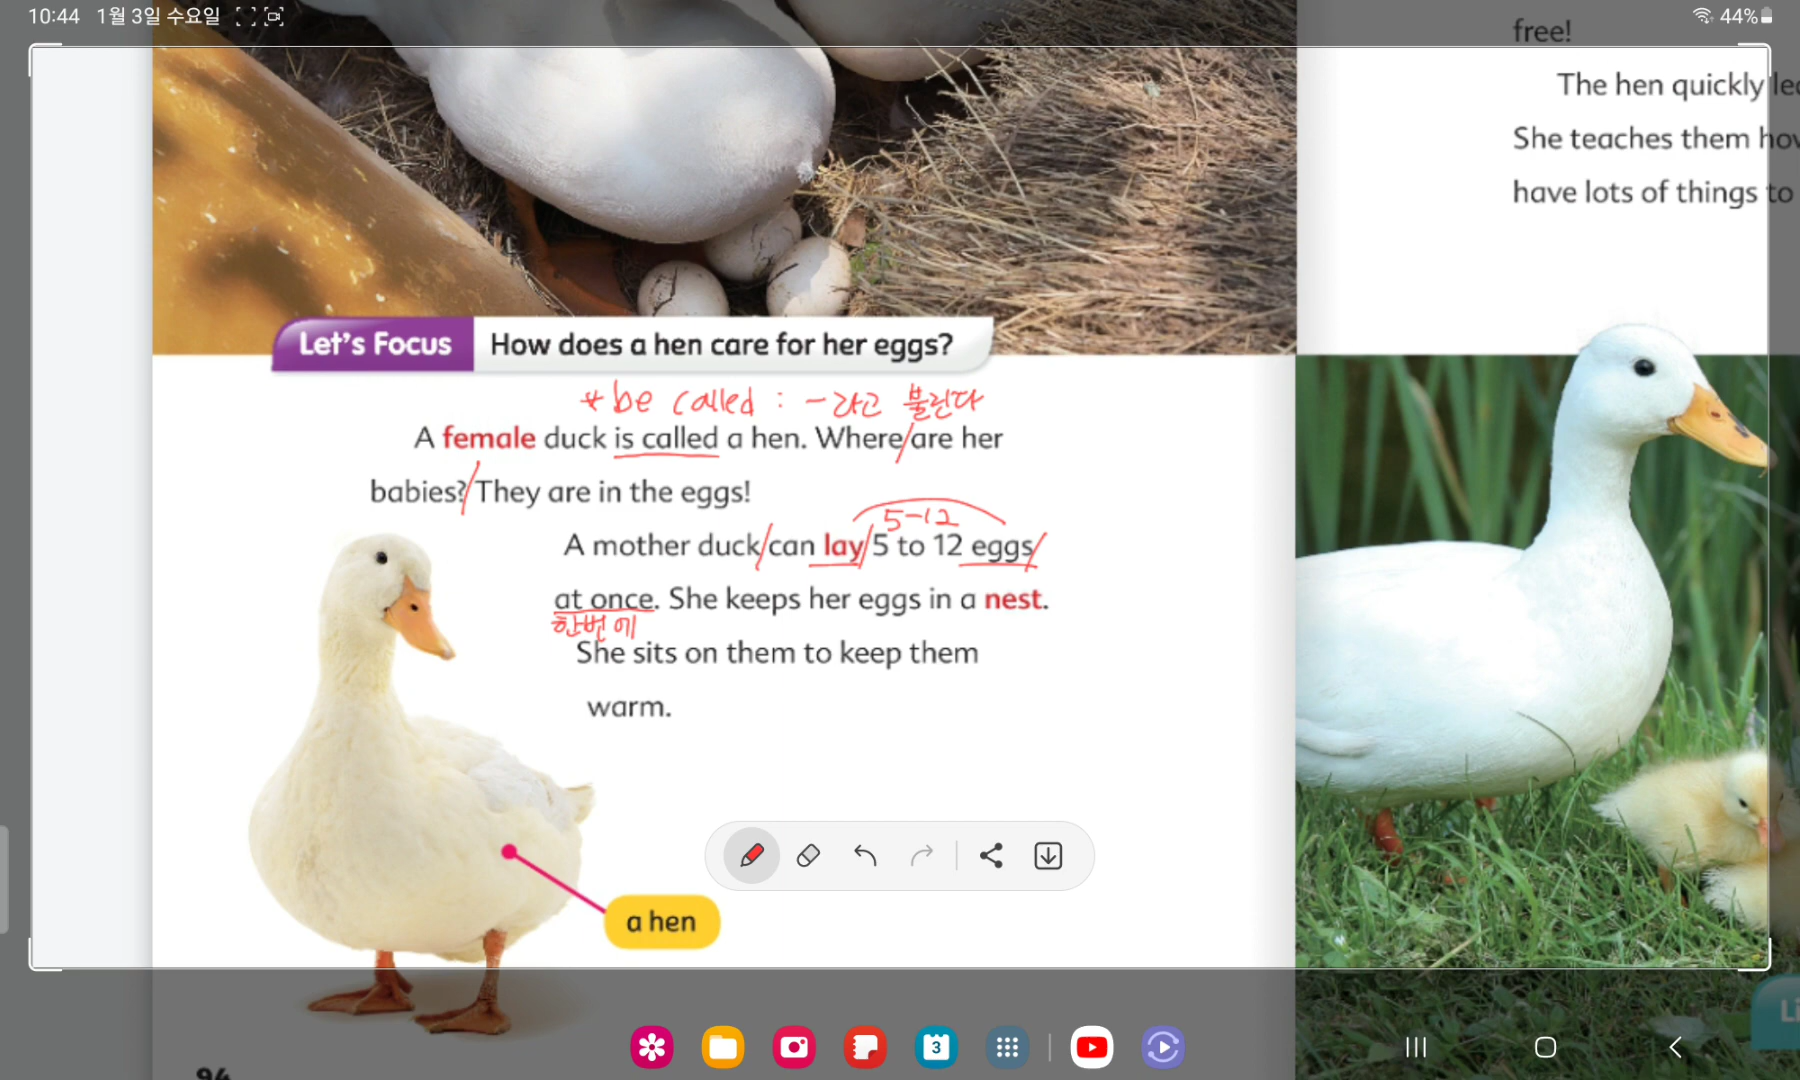 10:44 1월 3일 수요일
44%
Let's Focus How does a hen care for her eggs?
* be called : ~라고 불린다
A female duck is called a hen. Where/are her
babies?/They are in the eggs!
5-12
A mother duck/can lay/5 to 12 eggs/
at once. She keeps her eggs in a nest.
한번에
She sits on them to keep them
warm.
a hen
94
free!
The hen quickly
She teaches them
have lots of things to
3